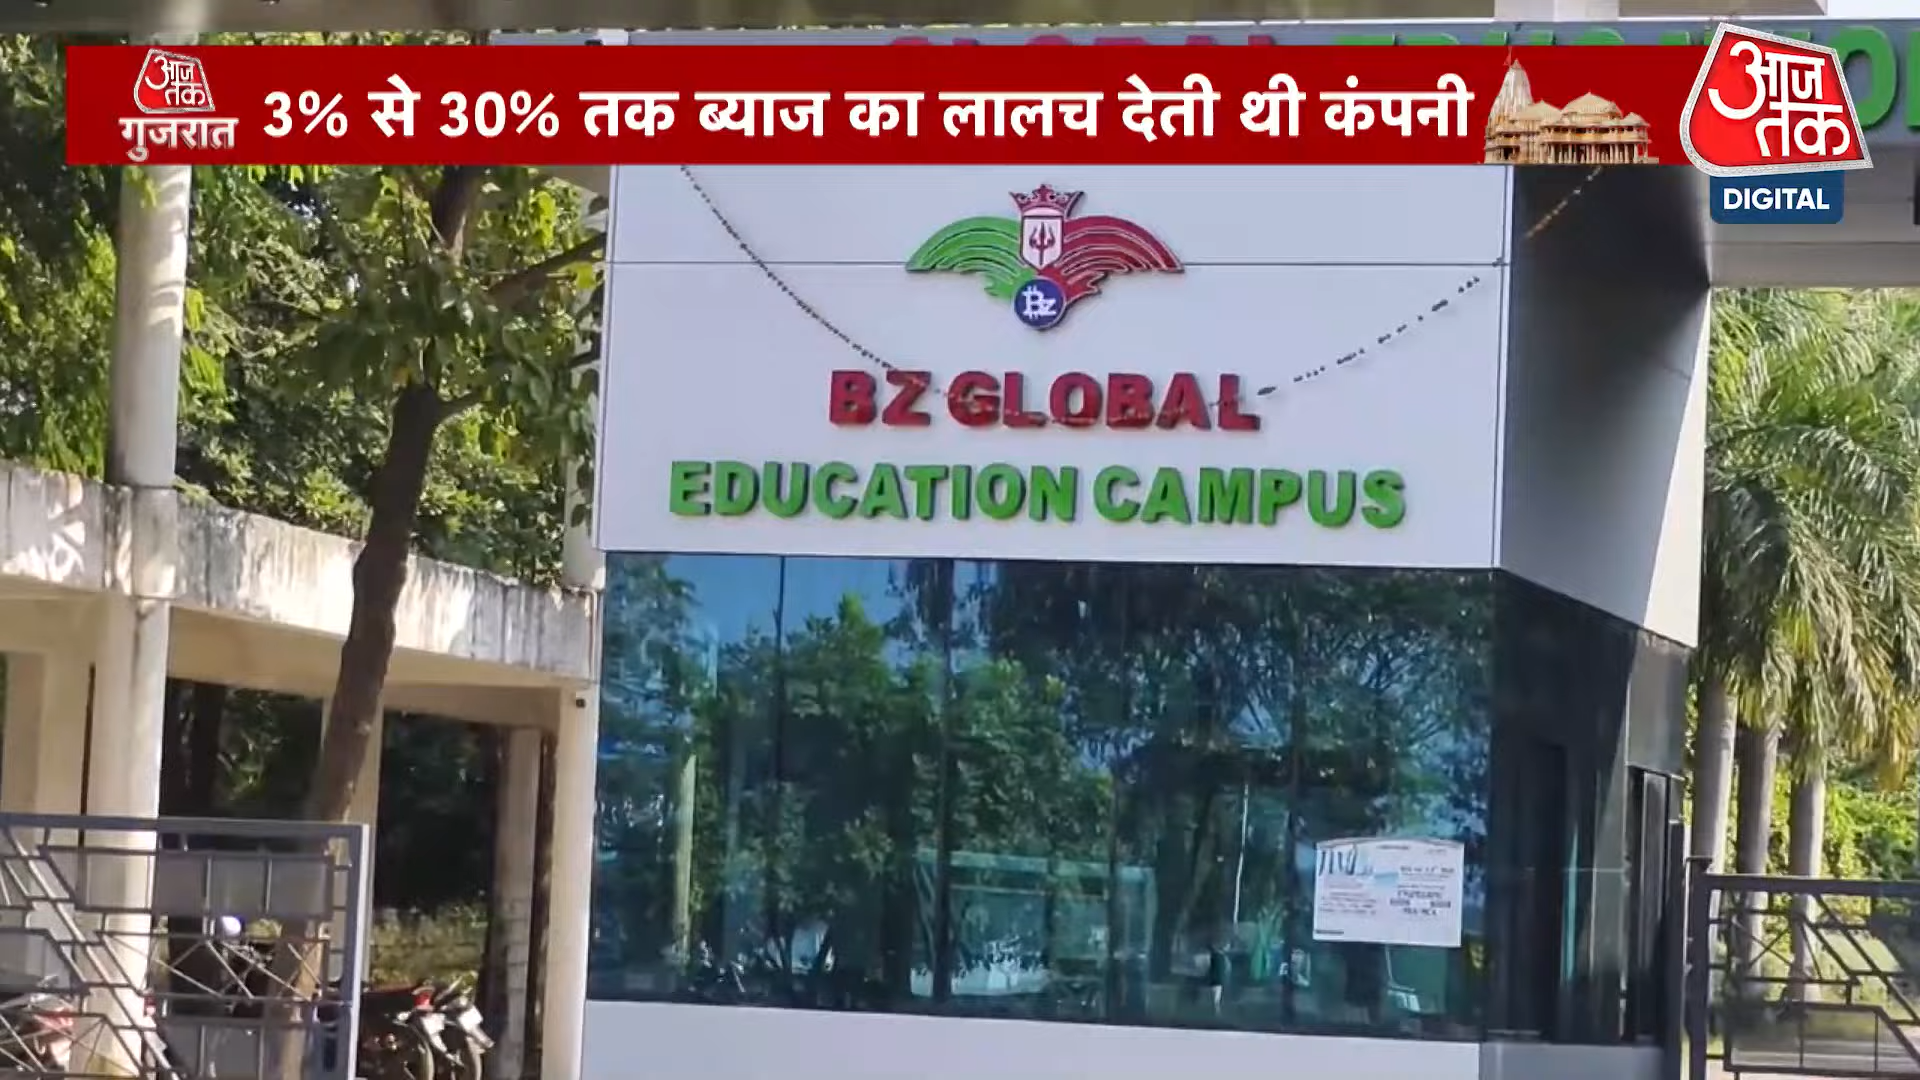 आज तक
गुजरात
3% से 30% तक ब्याज का लालच देती थी कंपनी
आज तक
DIGITAL
Bz
BZ GLOBAL
EDUCATION CAMPUS